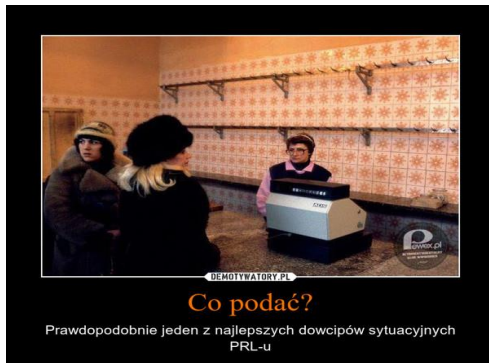 DEMOTYWATORY.PL
Co podać?
Prawdopodobnie jeden z najlepszych dowcipów sytuacyjnych
PRL-u